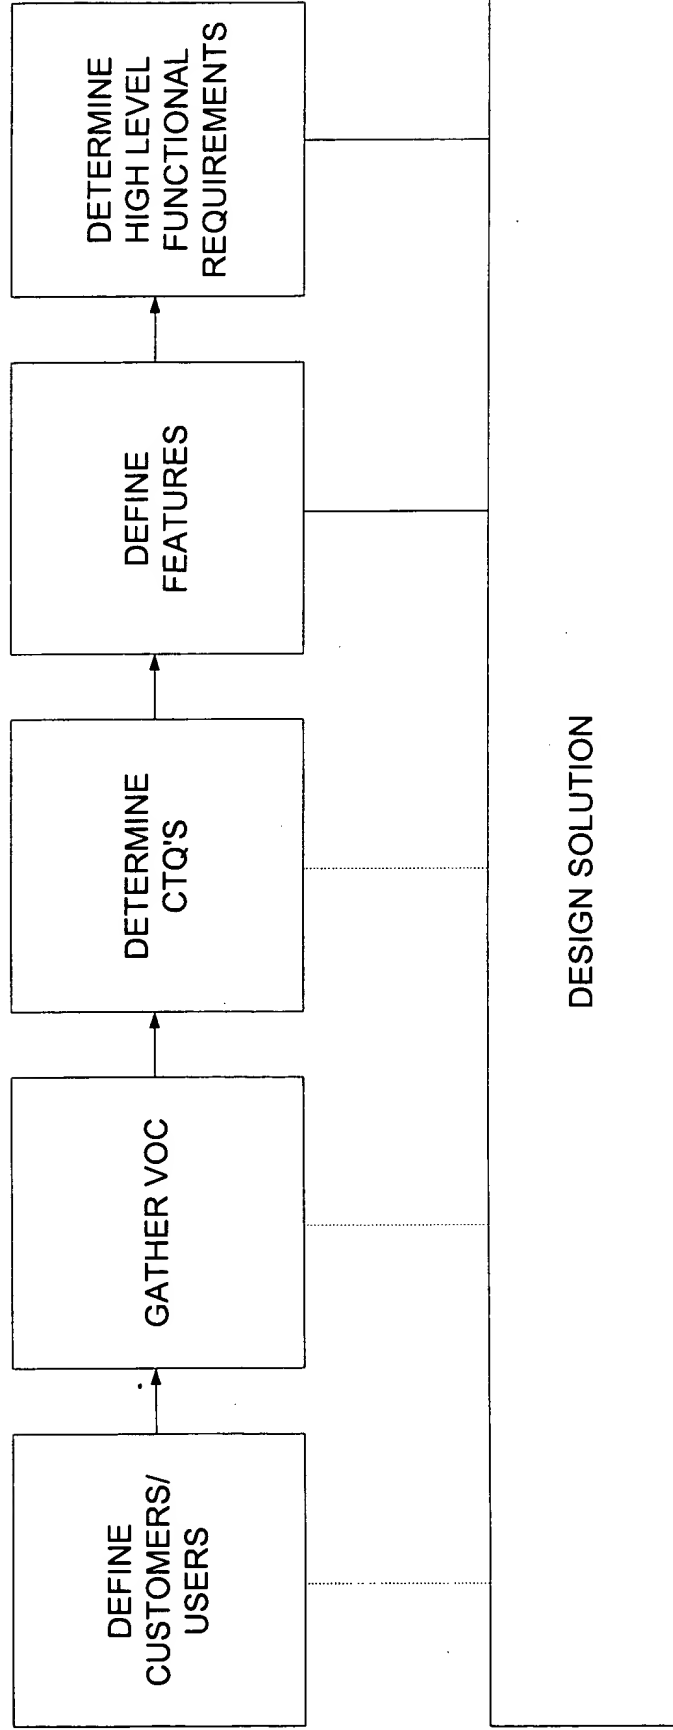 DEFINE
CUSTOMERS/
USERS
GATHER VOC
DETERMINE
CTQ'S
DEFINE
FEATURES
DETERMINE
HIGH LEVEL
FUNCTIONAL
REQUIREMENTS
DESIGN SOLUTION